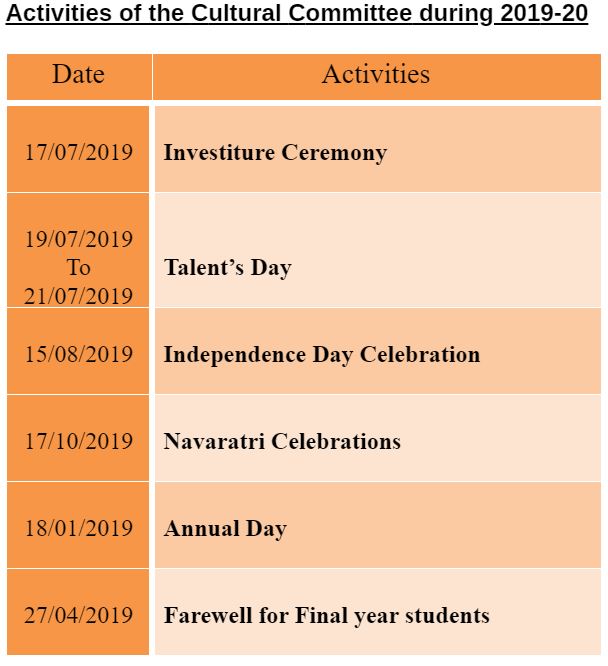 Activities of the Cultural Committee during 2019-20
Date Activities
17/07/2019 Investiture Ceremony
19/07/2019
To Talent’s Day
21/07/2019
15/08/2019 Independence Day Celebration
17/10/2019 Navaratri Celebrations
18/01/2019 Annual Day
27/04/2019 Farewell for Final year students